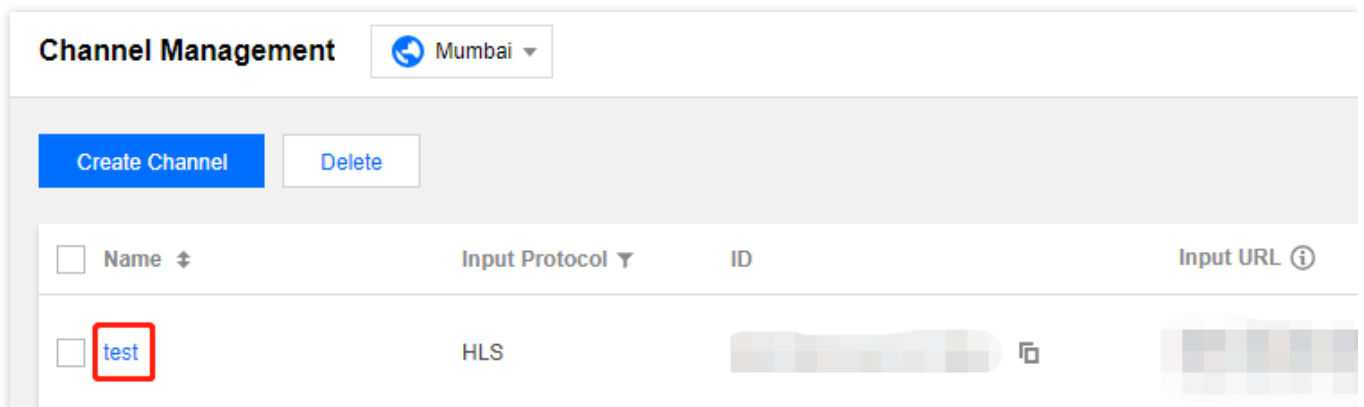 Channel Management Mumbai
Create Channel Delete
Name Input Protocol ID Input URL
test HLS